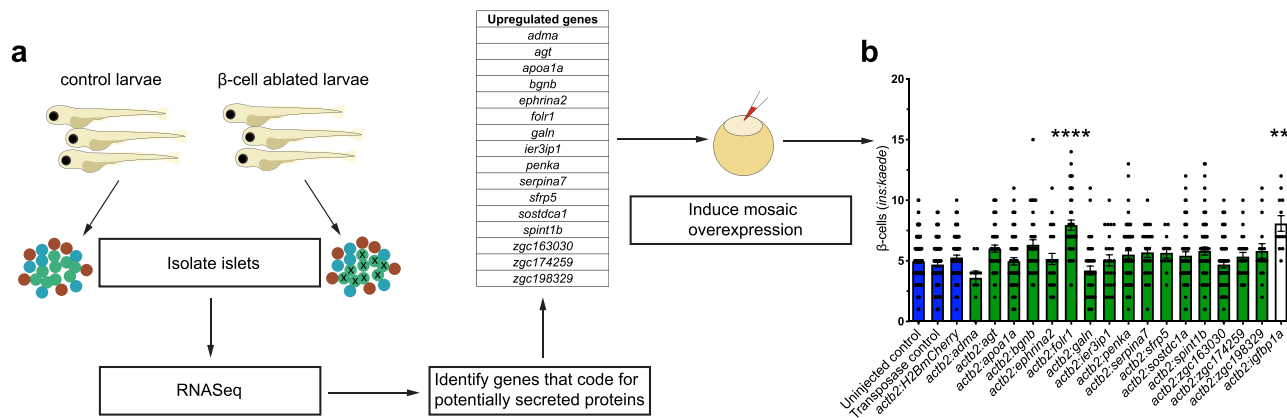 a
control larvae
β-cell ablated larvae
Isolate islets
X X X X X X X X
RNASeq
Identify genes that code for
potentially secreted proteins
Upregulated genes
adma
agt
apoa1a
bgnb
ephrina2
folr1
galn
ier3ip1
penka
serpina7
sfrp5
sostdca1
spint1b
zgc163030
zgc174259
zgc198329
Induce mosaic
overexpression
b
β-cells (ins:kaede)
20
15
10
5
0
****
**
Uninjected control
Transposase control
actb2:H2BmCherry
actb2:adma
actb2:agt
actb2:apoa1a
actb2:bgnb
actb2:ephrina2
actb2:folr1
actb2:galn
actb2:ier3ip1
actb2:penka
actb2:serpina7
actb2:sfrp5
actb2:sostdc1a
actb2:spint1b
actb2:zgc163030
actb2:zgc174259
actb2:zgc198329
actb2:igfbp1a